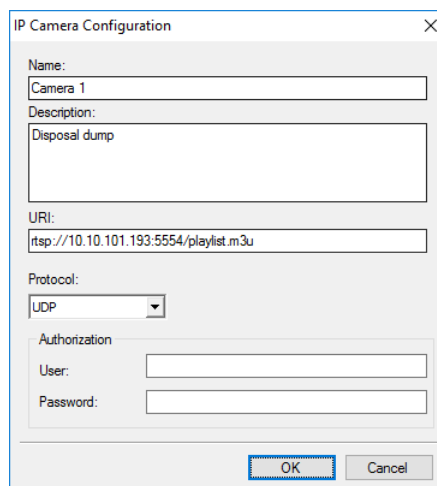 IP Camera Configuration
Name:
Camera 1
Description:
Disposal dump
URI:
rtsp://10.10.101.193:5554/playlist.m3u
Protocol:
UDP
Authorization
User:
Password:
OK Cancel